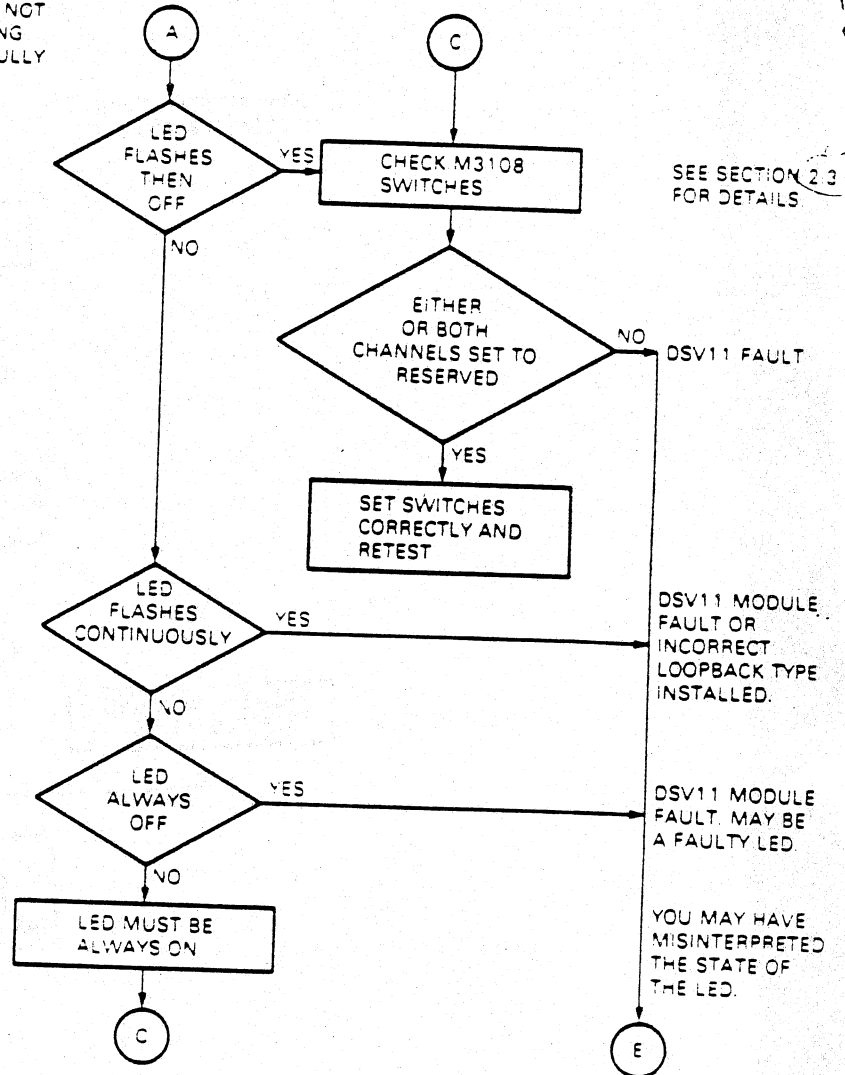 NOT
NG
ULLY
A
C
LED
FLASHES
THEN
OFF
YES
NO
CHECK M3108
SWITCHES
SEE SECTION 2.3
FOR DETAILS
EITHER
OR BOTH
CHANNELS SET TO
RESERVED
NO
DSV11 FAULT
YES
SET SWITCHES
CORRECTLY AND
RETEST
LED
FLASHES
CONTINUOUSLY
YES
NO
DSV11 MODULE
FAULT OR
INCORRECT
LOOPBACK TYPE
INSTALLED.
LED
ALWAYS
OFF
YES
NO
DSV11 MODULE
FAULT. MAY BE
A FAULTY LED.
LED MUST BE
ALWAYS ON
YOU MAY HAVE
MISINTERPRETED
THE STATE OF
THE LED.
C
E